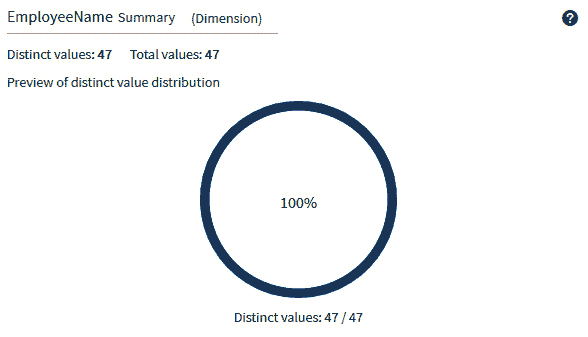 EmployeeName Summary (Dimension) ?
Distinct values: 47 Total values: 47
Preview of distinct value distribution
100%
Distinct values: 47 / 47